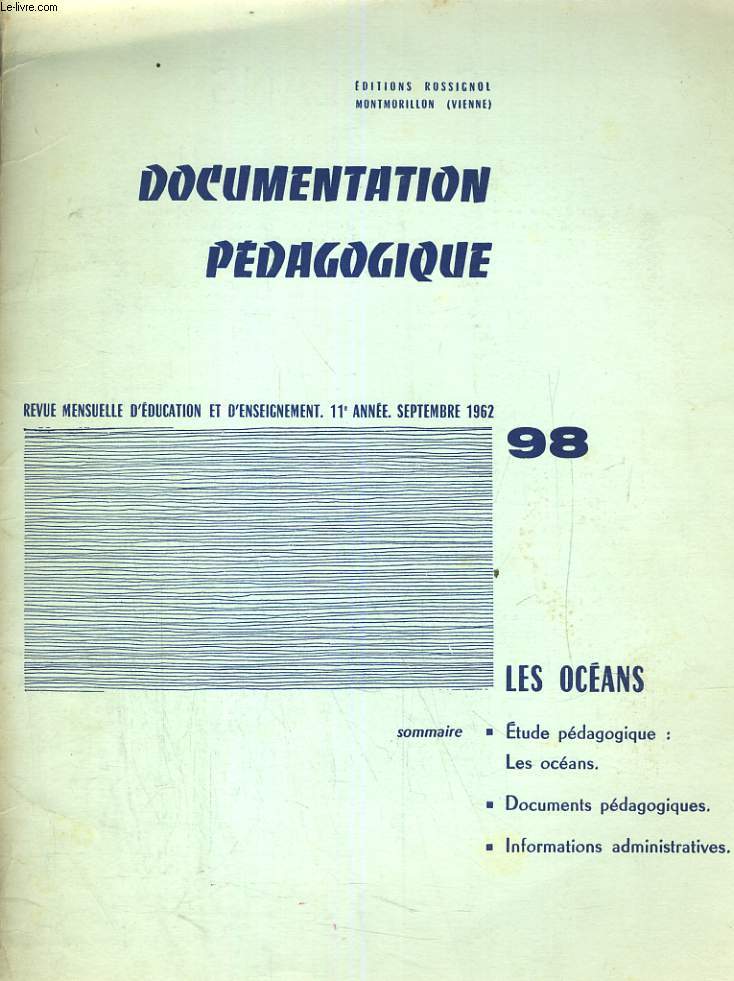 Le-livre.com
ÉDITIONS ROSSIGNOL
MONTMORILLON (VIENNE)
DOCUMENTATION
PÉDAGOGIQUE
REVUE MENSUELLE D'ÉDUCATION ET D'ENSEIGNEMENT. 11e ANNÉE. SEPTEMBRE 1962
98
LES OCÉANS
sommaire ▪ Étude pédagogique :
Les océans.
▪ Documents pédagogiques.
▪ Informations administratives.